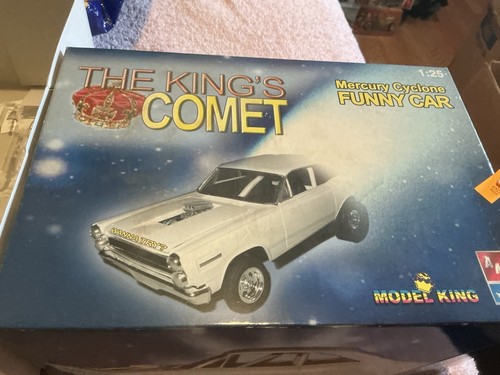 THE KING'S
COMET
1:25
Mercury Cyclone
FUNNY CAR
MODEL KING